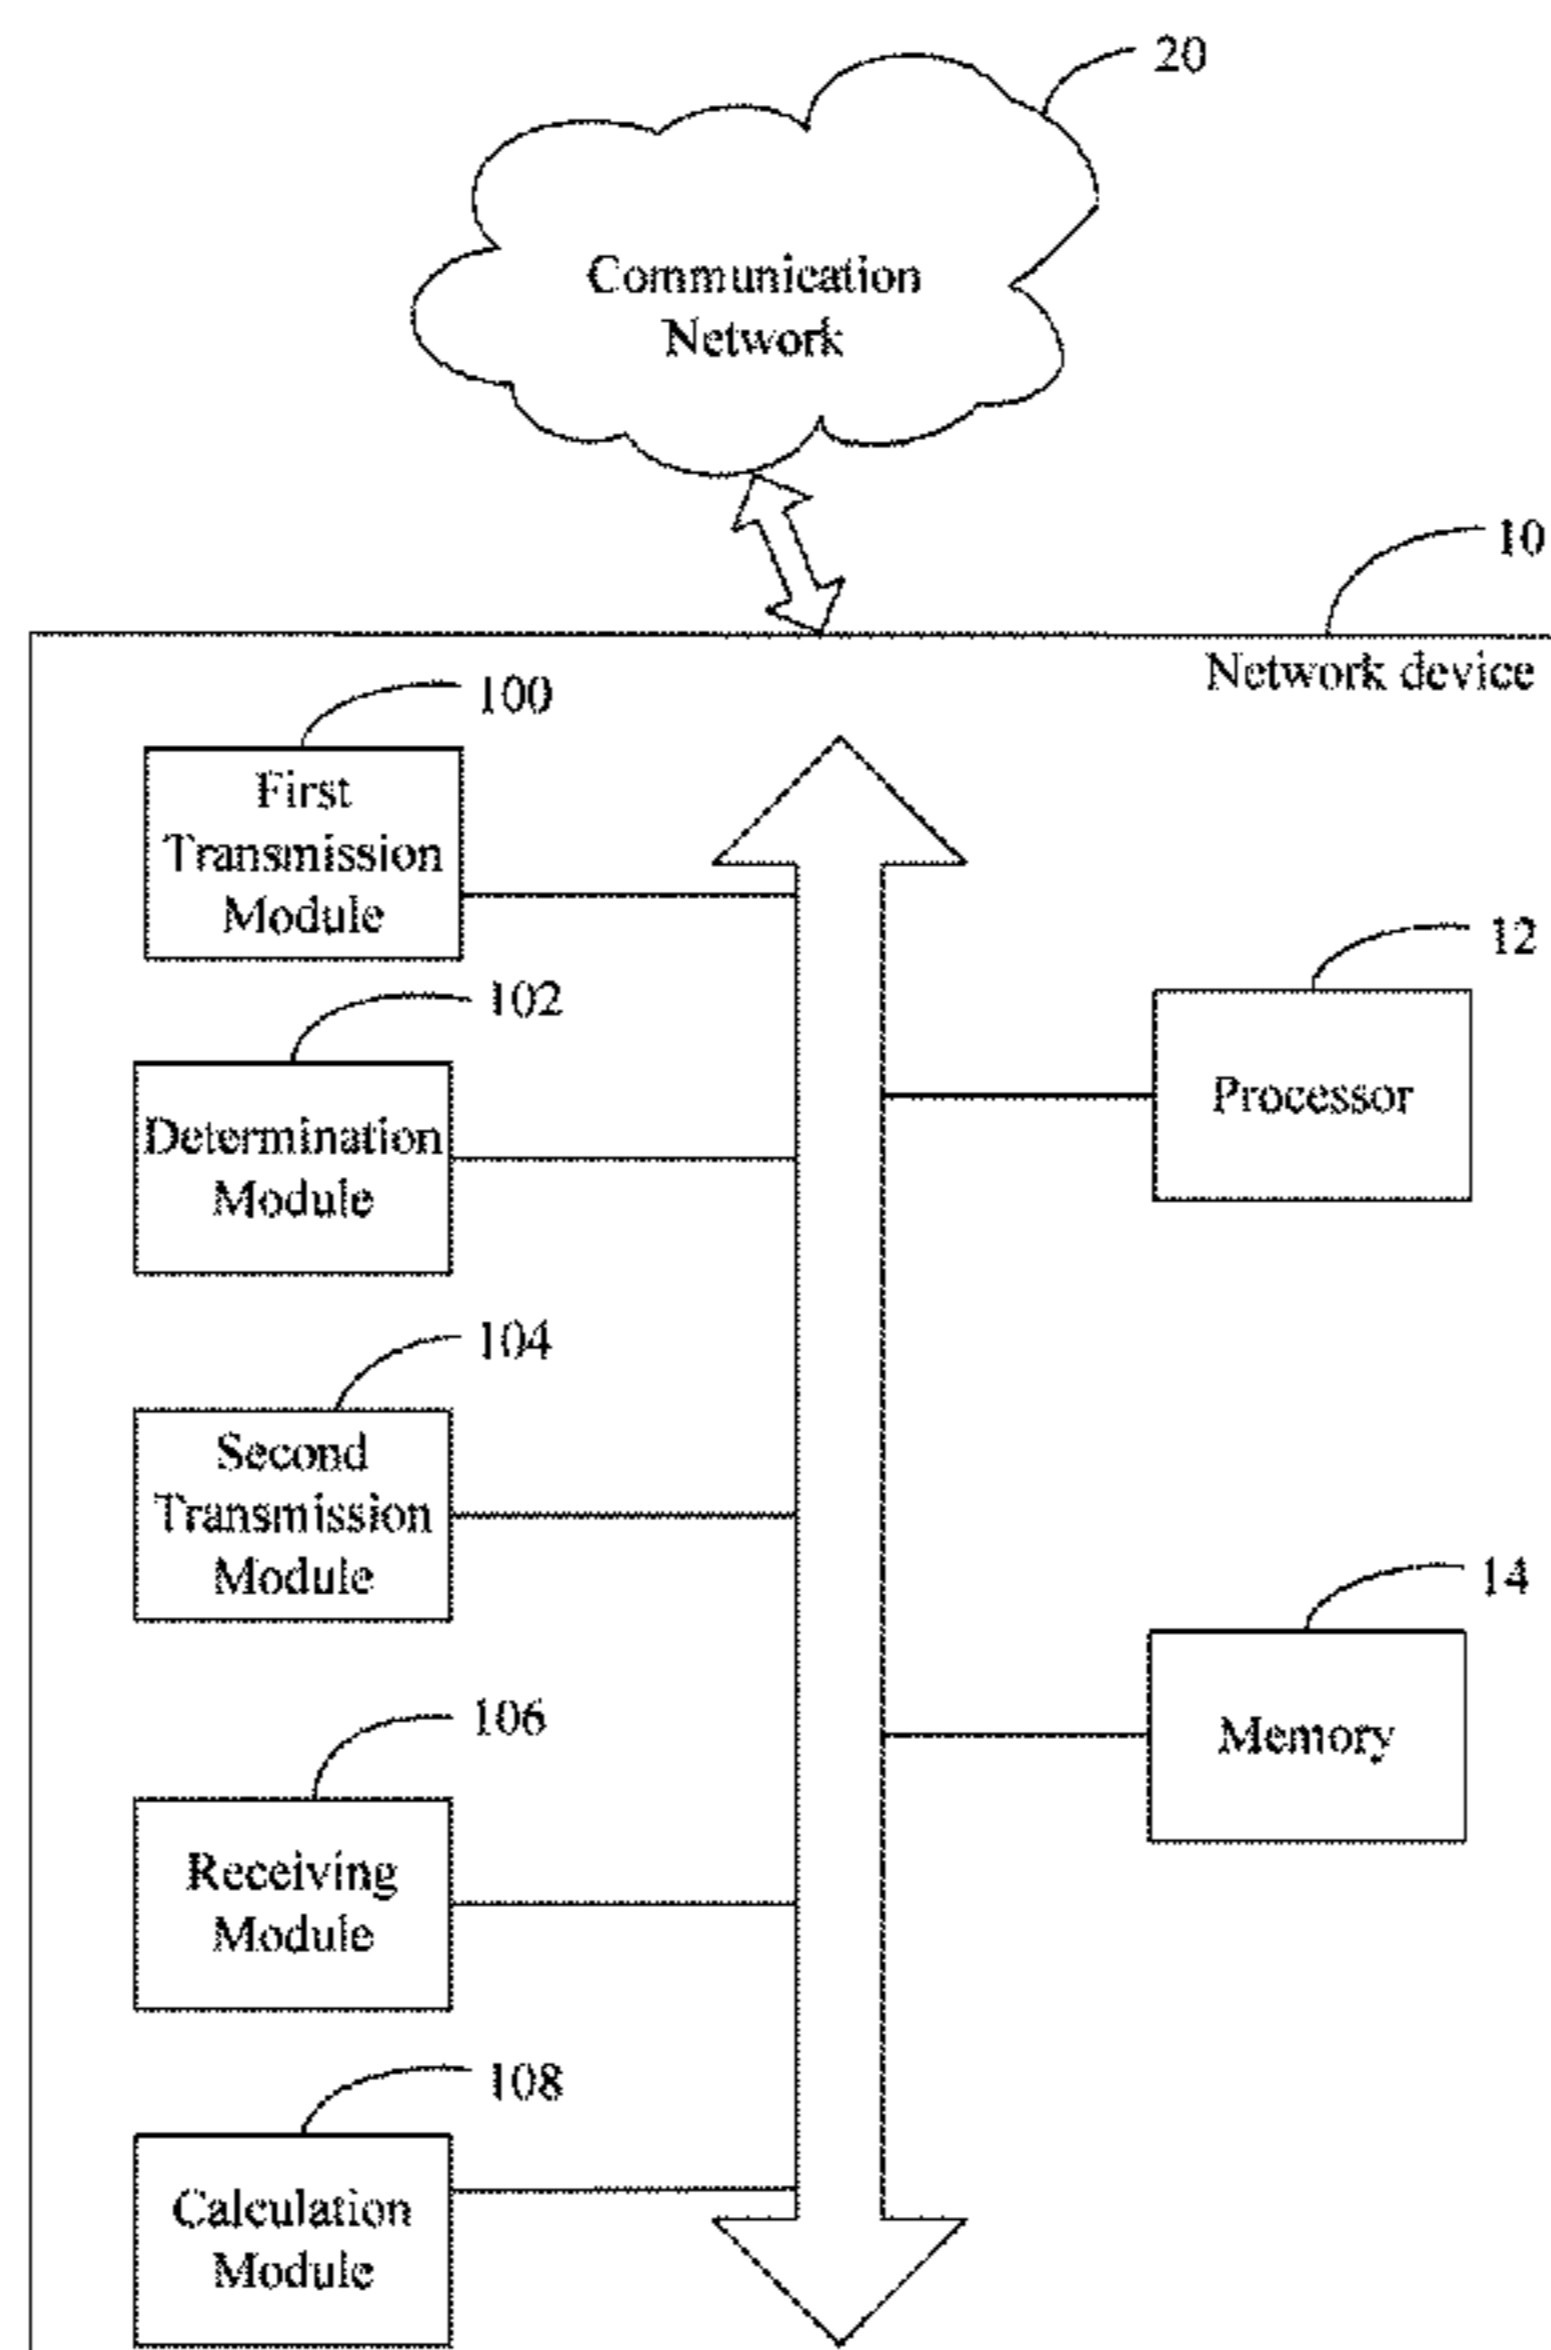 20
Communication
Network
10
Network device
100
First
Transmission
Module
12
Processor
102
Determination
Module
104
Second
Transmission
Module
14
Memory
106
Receiving
Module
108
Calculation
Module